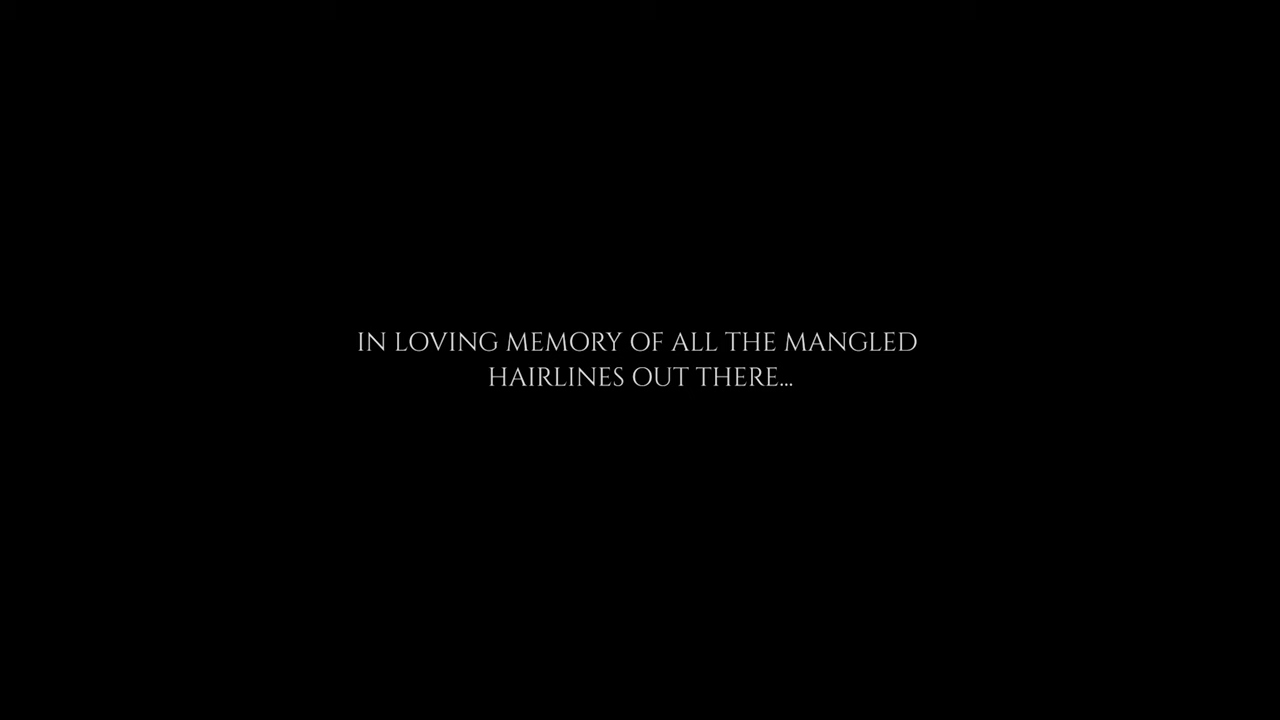 IN LOVING MEMORY OF ALL THE MANGLED
HAIRLINES OUT THERE...